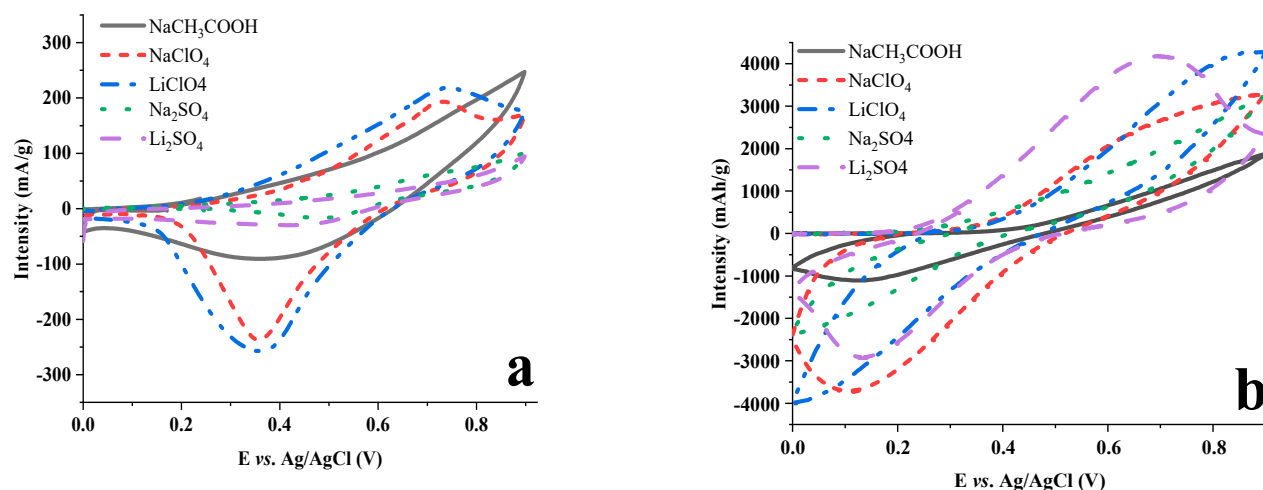 NaCH₃COOH
NaClO₄
LiClO4
Na₂SO₄
Li₂SO₄
300
200
100
0
-100
-200
-300
Intensity (mA/g)
0.0 0.2 0.4 0.6 0.8
E vs. Ag/AgCl (V)
a
NaCH₃COOH
NaClO₄
LiClO₄
Na₂SO4
Li₂SO4
4000
3000
2000
1000
0
-1000
-2000
-3000
-4000
Intensity (mAh/g)
0.0 0.2 0.4 0.6 0.8
E vs. Ag/AgCl (V)
b